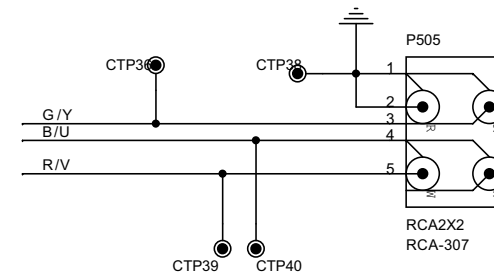 P505
CTP36
CTP38
1
2
G/Y
3
B/U
4
R/V
5
R
W
RCA2X2
RCA-307
CTP39
CTP40